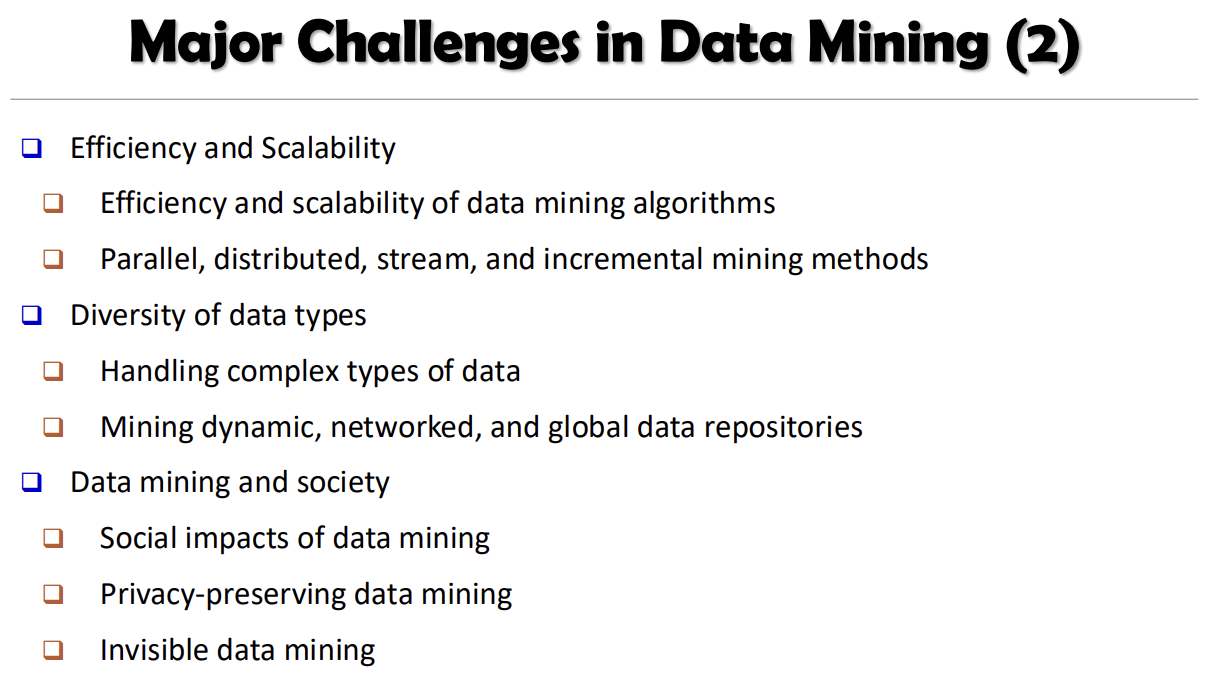 Major Challenges in Data Mining (2)
Efficiency and Scalability
Efficiency and scalability of data mining algorithms
Parallel, distributed, stream, and incremental mining methods
Diversity of data types
Handling complex types of data
Mining dynamic, networked, and global data repositories
Data mining and society
Social impacts of data mining
Privacy-preserving data mining
Invisible data mining